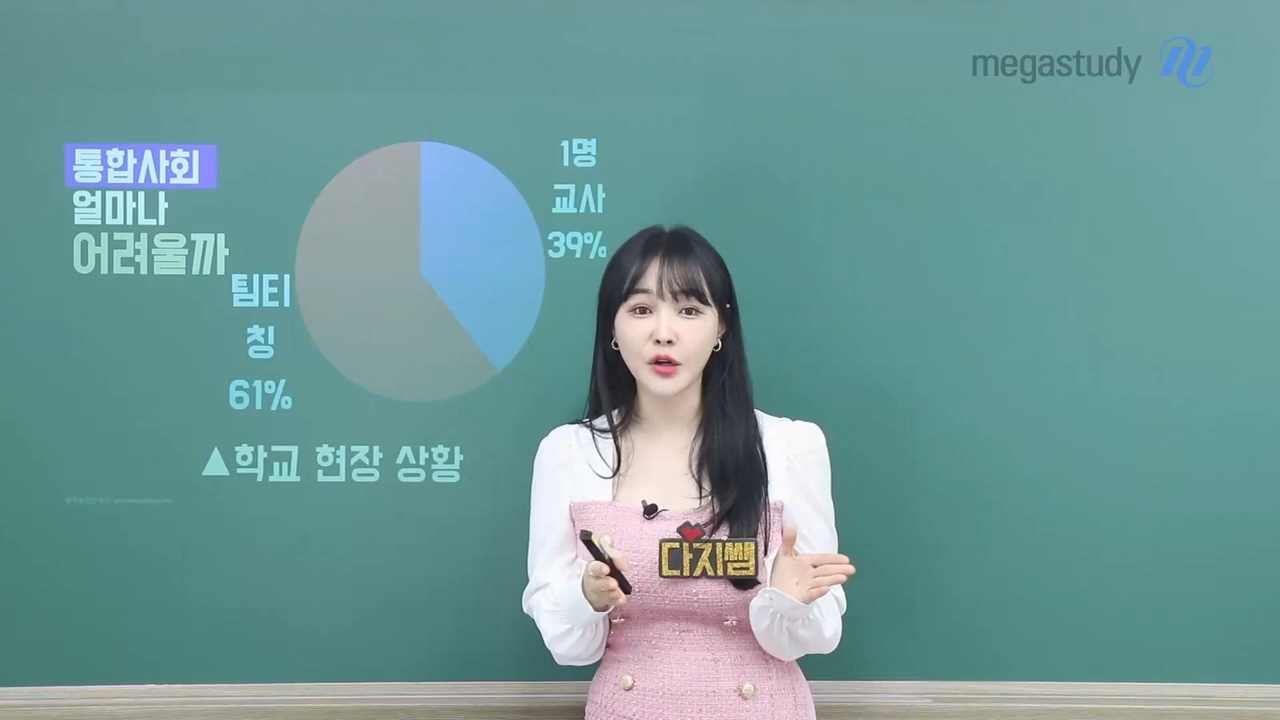 megastudy
통합사회
얼마나
어려울까
1명
교사
39%
팀티
칭
61%
▲학교 현장 상황
다지쌤